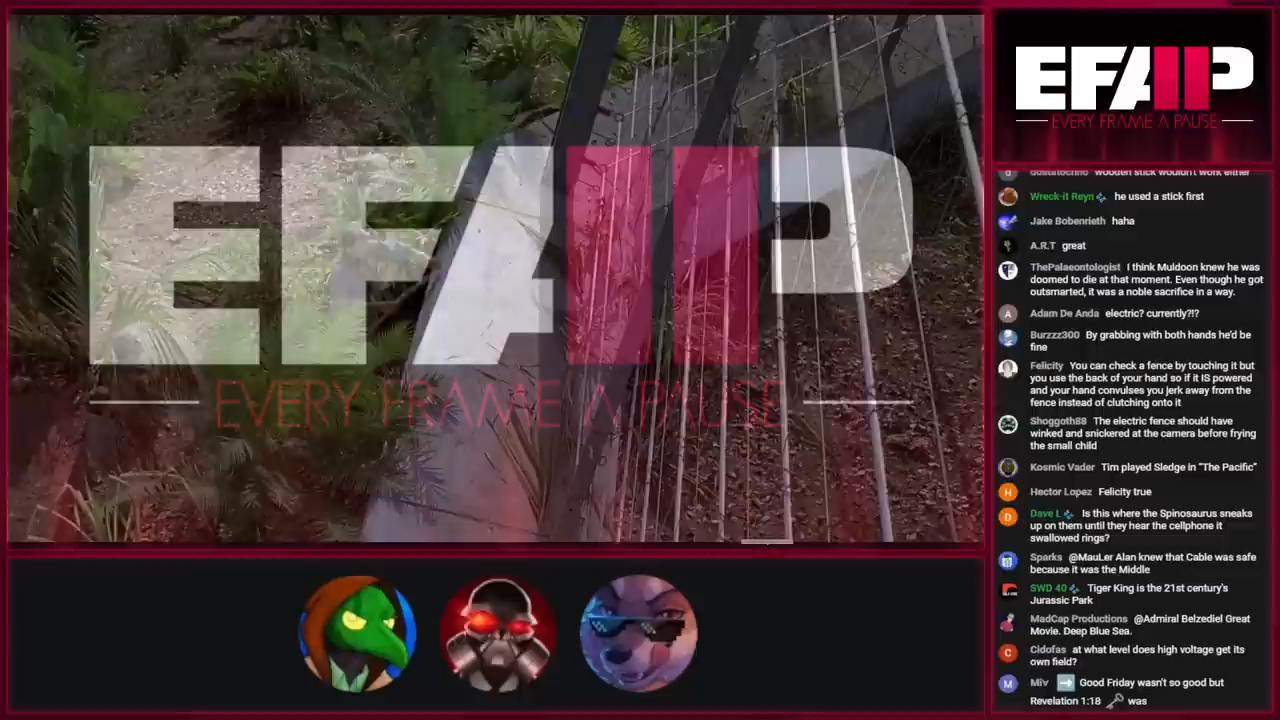 EFAP
EVERY FRAME A PAUSE
EFAP
EVERY FRAME A PAUSE
wooden stick wouldn't work either
Wreck-it Reyn he used a stick first
Jake Bobenrieth haha
A.R.T great
ThePalaeontologist I think Muldoon knew he was
doomed to die at that moment. Even though he got
outsmarted, it was a noble sacrifice in a way.
A Adam De Anda electric? currently?!?
Burzzz300 By grabbing with both hands he'd be
fine
Felicity You can check a fence by touching it but
you use the back of your hand so if it IS powered
and your hand convulses you jerk away from the
fence instead of clutching onto it
Shoggoth88 The electric fence should have
winked and snickered at the camera before frying
the small child
Kosmic Vader Tim played Sledge in "The Pacific"
H Hector Lopez Felicity true
D Dave L Is this where the Spinosaurus sneaks
up on them until they hear the cellphone it
swallowed rings?
Sparks @MauLer Alan knew that Cable was safe
because it was the Middle
SWD 40 Tiger King is the 21st century's
Jurassic Park
MadCap Productions @Admiral Belzediel Great
Movie. Deep Blue Sea.
C Cidofas at what level does high voltage get its
own field?
M Miv Good Friday wasn't so good but
Revelation 1:18 was